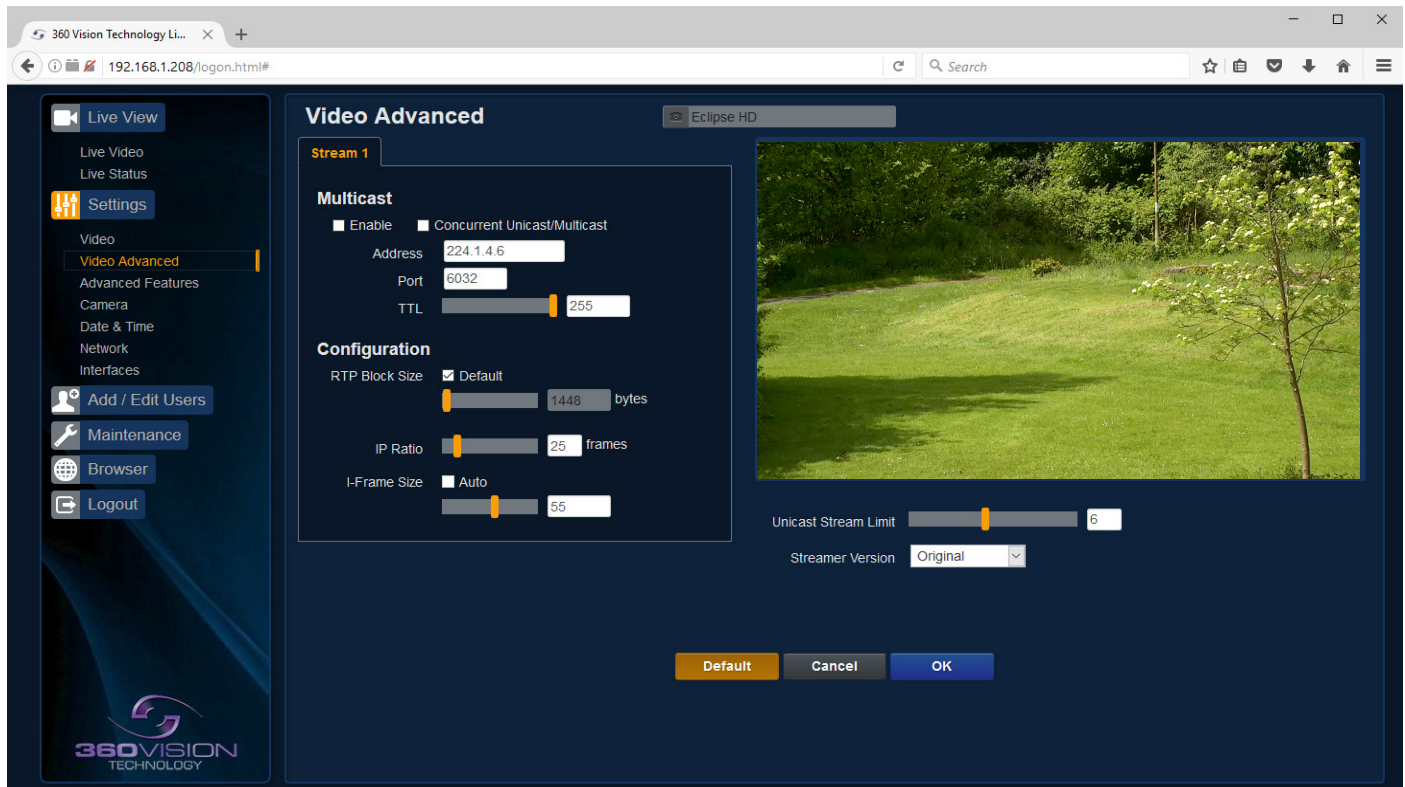 360 Vision Technology Li...
192.168.1.208/logon.html#
Search
Live View
Live Video
Live Status
Settings
Video
Video Advanced
Advanced Features
Camera
Date & Time
Network
Interfaces
Add / Edit Users
Maintenance
Browser
Logout
360VISION
TECHNOLOGY
Video Advanced
Eclipse HD
Stream 1
Multicast
Enable Concurrent Unicast/Multicast
Address 224.1.4.6
Port 6032
TTL 255
Configuration
RTP Block Size Default
1448 bytes
IP Ratio 25 frames
I-Frame Size Auto
55
Unicast Stream Limit 6
Streamer Version Original
Default Cancel OK